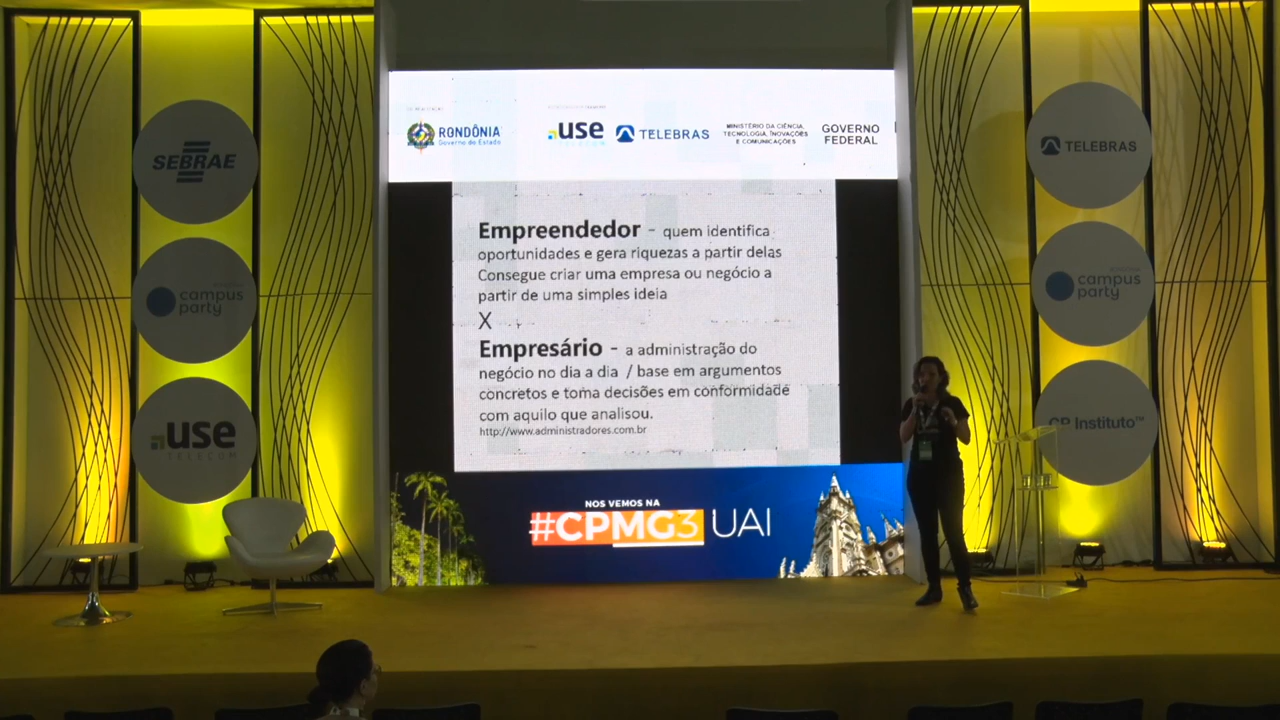 RONDÔNIA
Governo do Estado
use
TELECOM
TELEBRAS
MINISTÉRIO DA CIÊNCIA,
TECNOLOGIA, INOVAÇÕES
E COMUNICAÇÕES
GOVERNO
FEDERAL
SEBRAE
campus
party
use
TELECOM
Empreendedor - quem identifica
oportunidades e gera riquezas a partir delas
Consegue criar uma empresa ou negócio a
partir de uma simples ideia
X
Empresário - a administração do
negócio no dia a dia / base em argumentos
concretos e toma decisões em conformidade
com aquilo que analisou.
http://www.administradores.com.br
NOS VEMOS NA
#CPMG3 UAI
TELEBRAS
campus
party
CP Instituto™